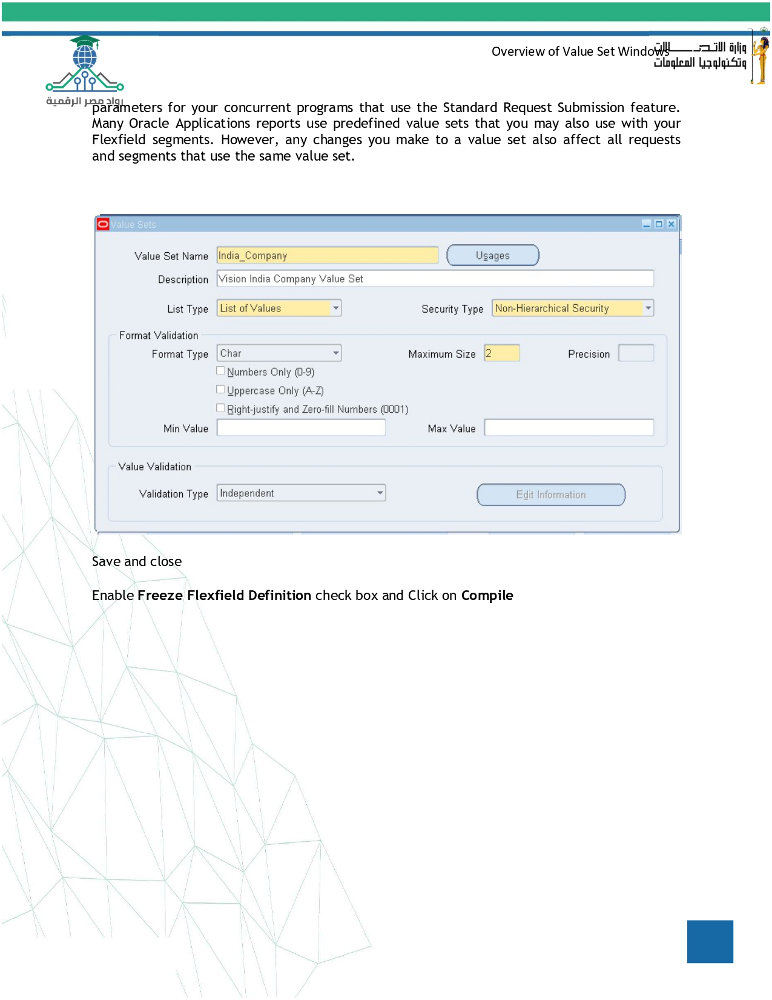 Overview of Value Set Windows
وزارة الاتصالات
وتكنولوجيا المعلومات
رواد مصر الرقمية
parameters for your concurrent programs that use the Standard Request Submission feature.
Many Oracle Applications reports use predefined value sets that you may also use with your
Flexfield segments. However, any changes you make to a value set also affect all requests
and segments that use the same value set.
Value Sets
Value Set Name India_Company Usages
Description Vision India Company Value Set
List Type List of Values Security Type Non-Hierarchical Security
Format Validation
Format Type Char Maximum Size 2 Precision
Numbers Only (0-9)
Uppercase Only (A-Z)
Right-justify and Zero-fill Numbers (0001)
Min Value Max Value
Value Validation
Validation Type Independent Edit Information
Save and close
Enable Freeze Flexfield Definition check box and Click on Compile